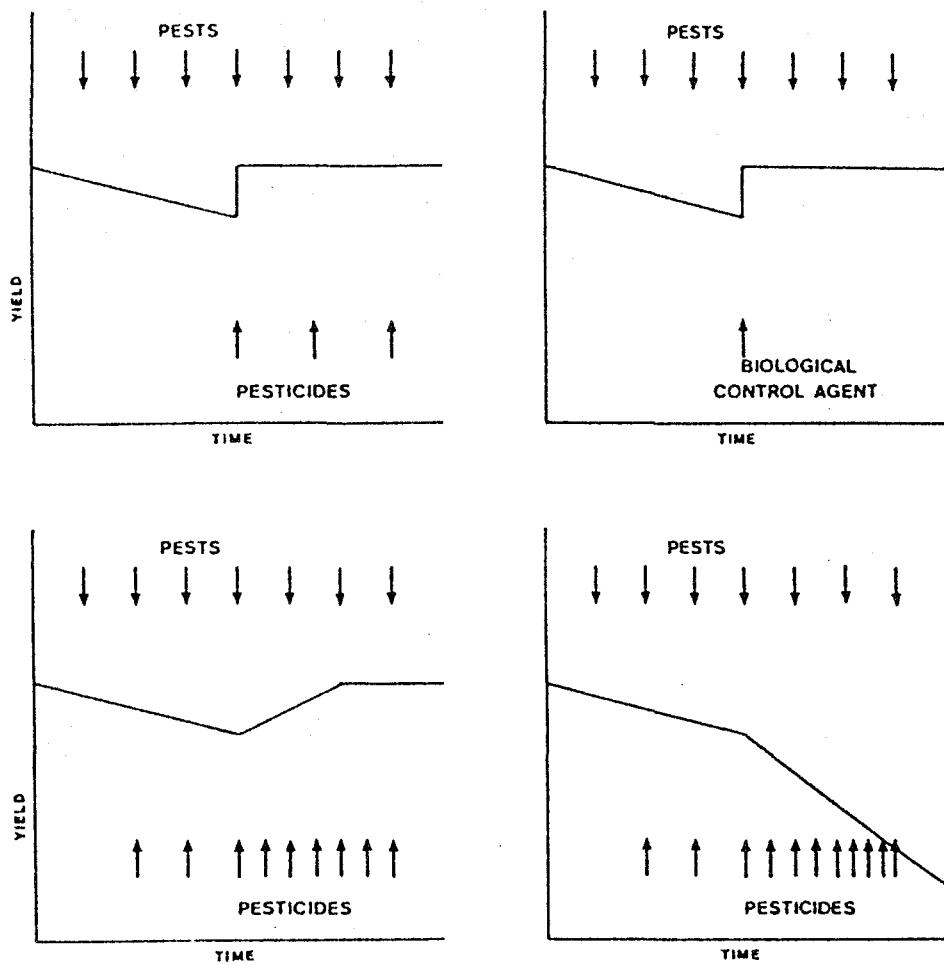 PESTS
YIELD
PESTICIDES
TIME
PESTS
BIOLOGICAL
CONTROL AGENT
TIME
PESTS
YIELD
PESTICIDES
TIME
PESTS
PESTICIDES
TIME